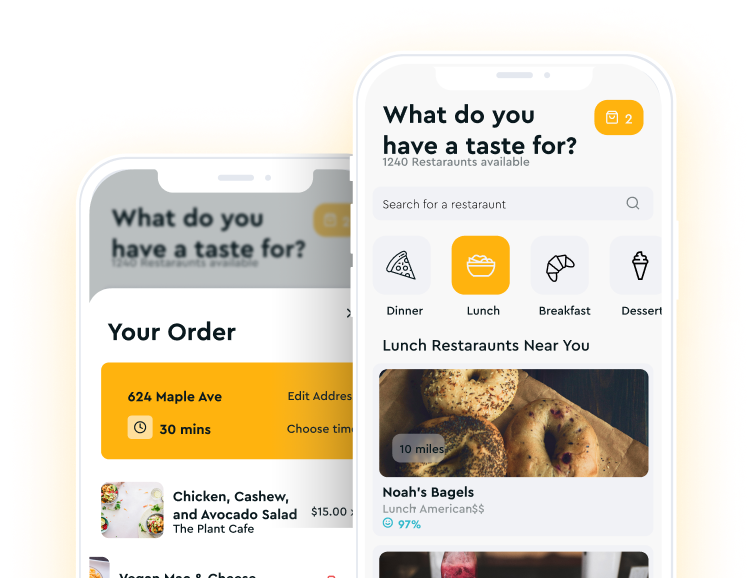 What do you
have a taste for?
1240 Restaraunts available
2
Search for a restaraunt
Dinner
Lunch
Breakfast
Dessert
Lunch Restaraunts Near You
10 miles
Noah's Bagels
Lunch American$$
97%
What do you
have a taste for?
1240 Restaraunts available
Your Order
624 Maple Ave
Edit Addres
30 mins
Choose time
Chicken, Cashew,
and Avocado Salad
$15.00
The Plant Cafe
Vegan Mac & Cheese